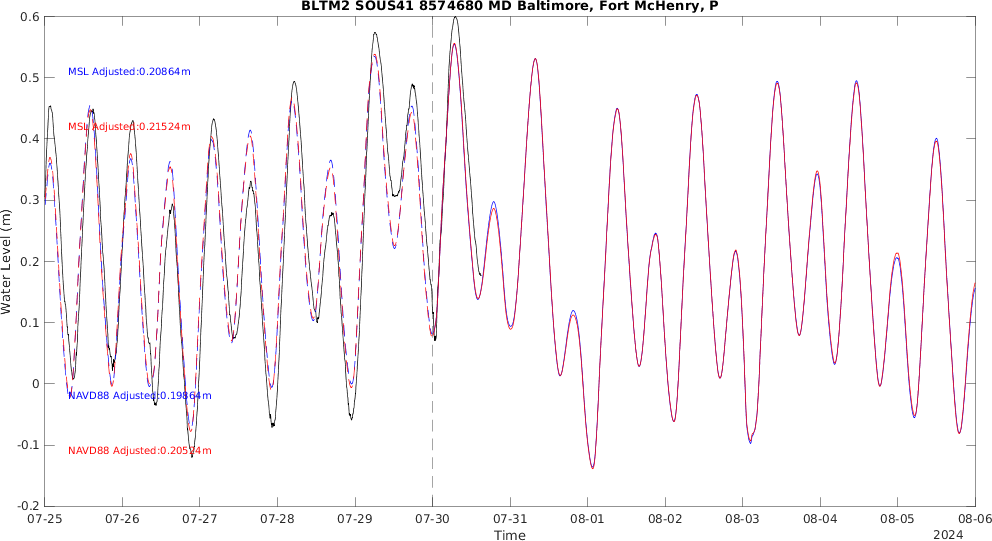 BLTM2 SOUS41 8574680 MD Baltimore, Fort McHenry, P
0.6
0.5
0.4
0.3
0.2
0.1
0
-0.1
-0.2
Water Level (m)
MSL Adjusted:0.20864m
MSL Adjusted:0.21524m
NAVD88 Adjusted:0.19864m
NAVD88 Adjusted:0.20524m
07-25 07-26 07-27 07-28 07-29 07-30 07-31 08-01 08-02 08-03 08-04 08-05 08-06
Time
2024